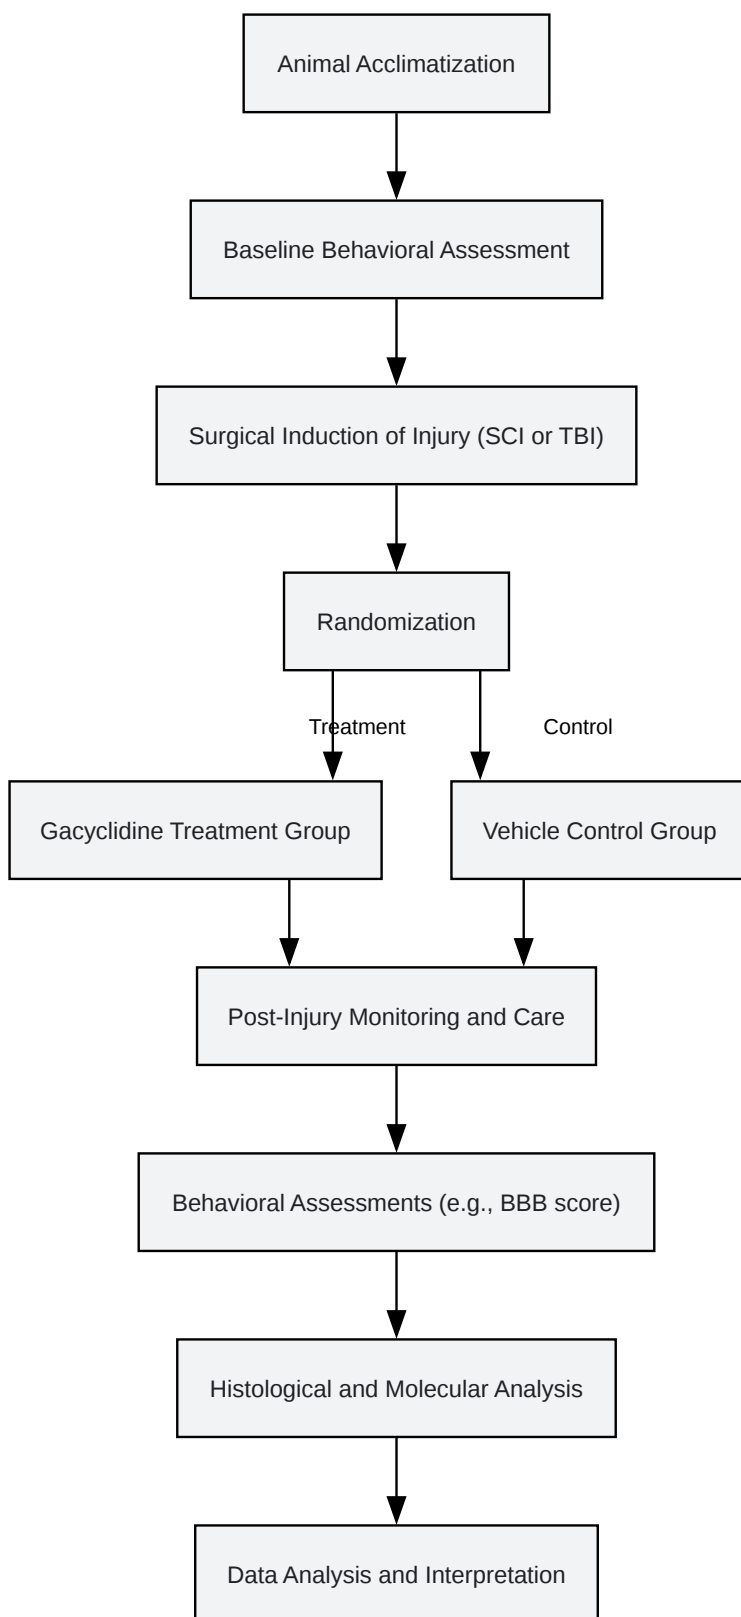 Animal Acclimatization
Baseline Behavioral Assessment
Surgical Induction of Injury (SCI or TBI)
Randomization
Treatment
Control
Gacyclidine Treatment Group
Vehicle Control Group
Post-Injury Monitoring and Care
Behavioral Assessments (e.g., BBB score)
Histological and Molecular Analysis
Data Analysis and Interpretation